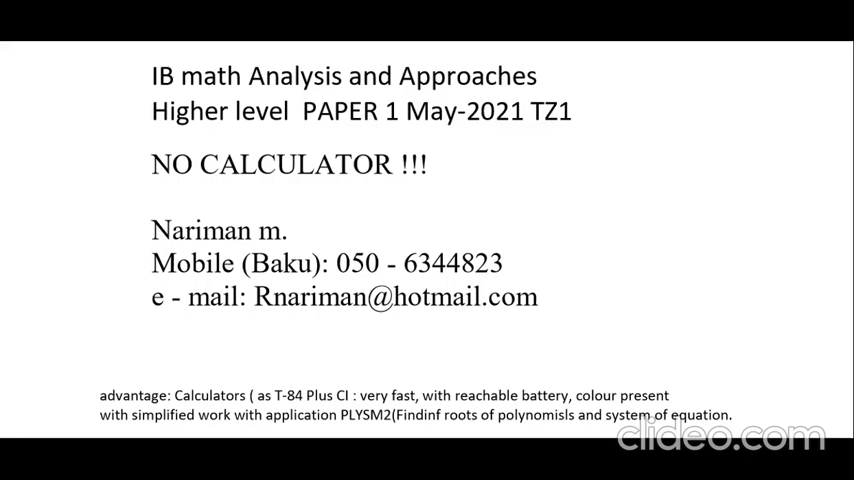 IB math Analysis and Approaches
Higher level  PAPER 1 May-2021 TZ1
NO CALCULATOR !!!
Nariman m.
Mobile (Baku): 050 - 6344823
e - mail: Rnariman@hotmail.com
advantage: Calculators ( as T-84 Plus CI : very fast, with reachable battery, colour present
with simplified work with application PLYSM2(Findinf roots of polynomisls and system of equation.
clideo.com